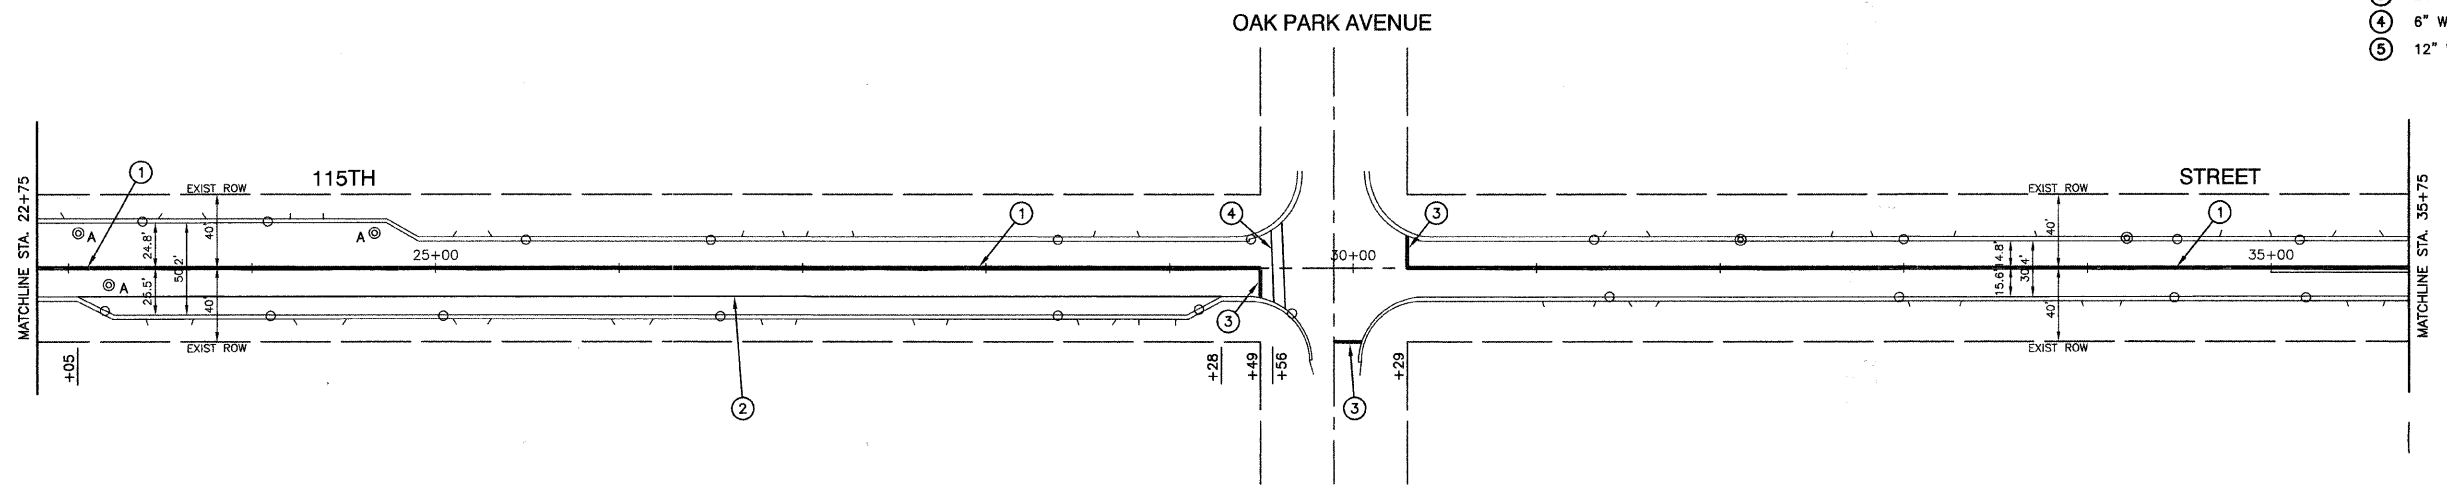 OAK PARK AVENUE
④ 6" W
⑤ 12"
MATCHLINE STA. 22+75
115TH
STREET
MATCHLINE STA. 35+75
EXIST ROW
EXIST ROW
①
①
④
③
③
①
A
A
A
24.8'
50.2'
40'
25.5'
40'
25+00
30+00
35+00
14.8'
30.4'
40'
15.6'
40'
③
EXIST ROW
EXIST ROW
+05
+28
+49
+56
+29
②
③